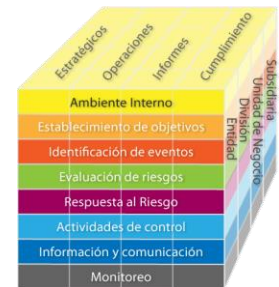 Estratégicos
Operaciones
Informes
Cumplimiento
Ambiente Interno
Establecimiento de objetivos
Identificación de eventos
Evaluación de riesgos
Respuesta al Riesgo
Actividades de control
Información y comunicación
Monitoreo
Entidad
División
Unidad de Negocio
Subsidiaria